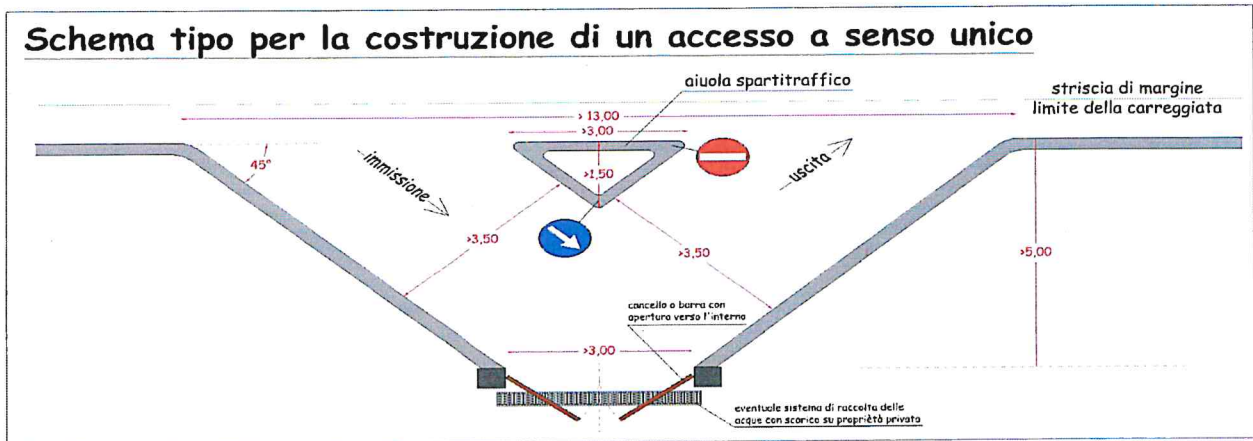 Schema tipo per la costruzione di un accesso a senso unico
aiuola spartitraffico
striscia di margine
limite della carreggiata
>13,00
>3,00
45°
immissione
>1,50
uscita
>3,50
>3,50
>5,00
cancello o barra con
apertura verso l'interno
>3,00
eventuale sistema di raccolta delle
acque con scarico su proprietà privata